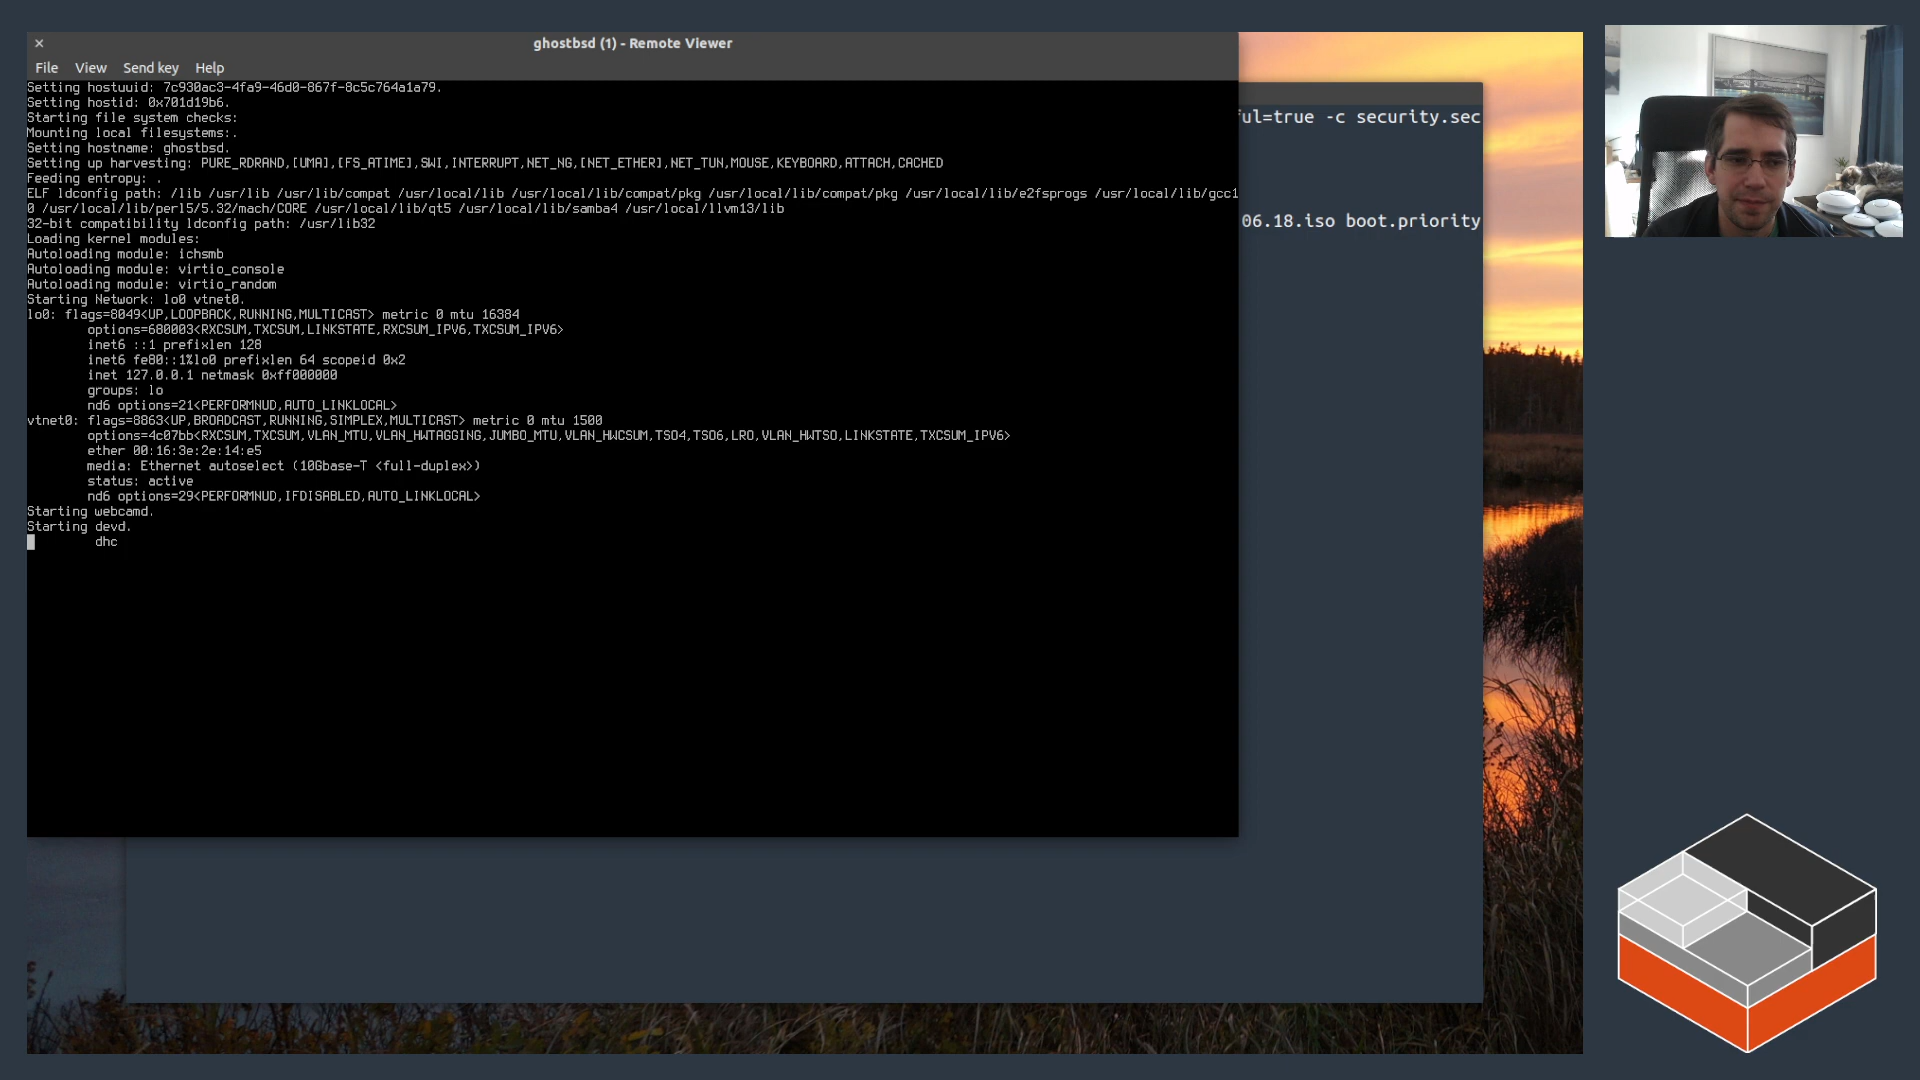 ghostbsd (1) - Remote Viewer
File View Send key Help
Setting hostuuid: 7c930ac3-4fa9-46d0-867f-8c5c764a1a79.
Setting hostid: 0x701d19b6.
Starting file system checks:
Mounting local filesystems:.
Setting hostname: ghostbsd.
Setting up harvesting: PURE_RDRAND,[UMA],[FS_ATIME],SWI,INTERRUPT,NET_NG,[NET_ETHER],NET_TUN,MOUSE,KEYBOARD,ATTACH,CACHED
Feeding entropy: .
ELF ldconfig path: /lib /usr/lib /usr/lib/compat /usr/local/lib /usr/local/lib/compat/pkg /usr/local/lib/compat/pkg /usr/local/lib/e2fsprogs /usr/local/lib/gcc1
0 /usr/local/lib/perl5/5.32/mach/CORE /usr/local/lib/qt5 /usr/local/lib/samba4 /usr/local/llvm13/lib
32-bit compatibility ldconfig path: /usr/lib32
Loading kernel modules:
Autoloading module: ichsmb
Autoloading module: virtio_console
Autoloading module: virtio_random
Starting Network: lo0 vtnet0.
lo0: flags=8049<UP,LOOPBACK,RUNNING,MULTICAST> metric 0 mtu 16384
options=680003<RXCSUM,TXCSUM,LINKSTATE,RXCSUM_IPV6,TXCSUM_IPV6>
inet6 ::1 prefixlen 128
inet6 fe80::1%lo0 prefixlen 64 scopeid 0x2
inet 127.0.0.1 netmask 0xff000000
groups: lo
nd6 options=21<PERFORMNUD,AUTO_LINKLOCAL>
vtnet0: flags=8863<UP,BROADCAST,RUNNING,SIMPLEX,MULTICAST> metric 0 mtu 1500
options=4c07bb<RXCSUM,TXCSUM,VLAN_MTU,VLAN_HWTAGGING,JUMBO_MTU,VLAN_HWCSUM,TSO4,TSO6,LRO,VLAN_HWTSO,LINKSTATE,TXCSUM_IPV6>
ether 00:16:3e:2e:14:e5
media: Ethernet autoselect (10Gbase-T <full-duplex>)
status: active
nd6 options=29<PERFORMNUD,IFDISABLED,AUTO_LINKLOCAL>
Starting webcamd.
Starting devd.
dhc
ful=true -c security.sec
06.18.iso boot.priority